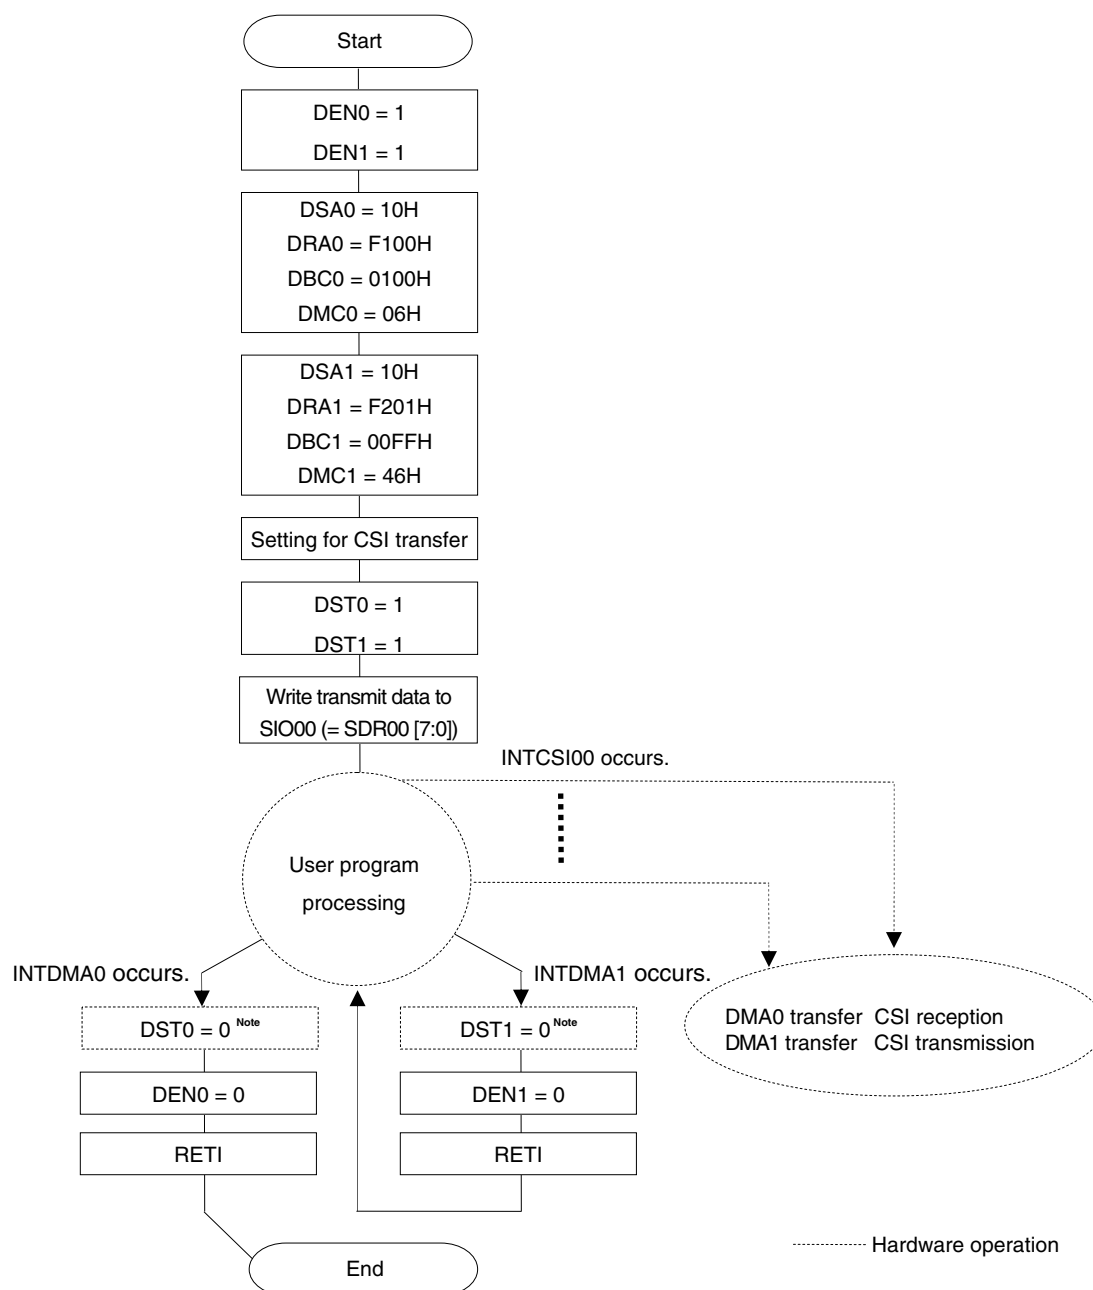 Start
DEN0 = 1
DEN1 = 1
DSA0 = 10H
DRA0 = F100H
DBC0 = 0100H
DMC0 = 06H
DSA1 = 10H
DRA1 = F201H
DBC1 = 00FFH
DMC1 = 46H
Setting for CSI transfer
DST0 = 1
DST1 = 1
Write transmit data to
SIO00 (= SDR00 [7:0])
INTCSI00 occurs.
User program
processing
INTDMA0 occurs.
INTDMA1 occurs.
DST0 = 0 Note
DST1 = 0 Note
DMA0 transfer CSI reception
DMA1 transfer CSI transmission
DEN0 = 0
DEN1 = 0
RETI
RETI
Hardware operation
End